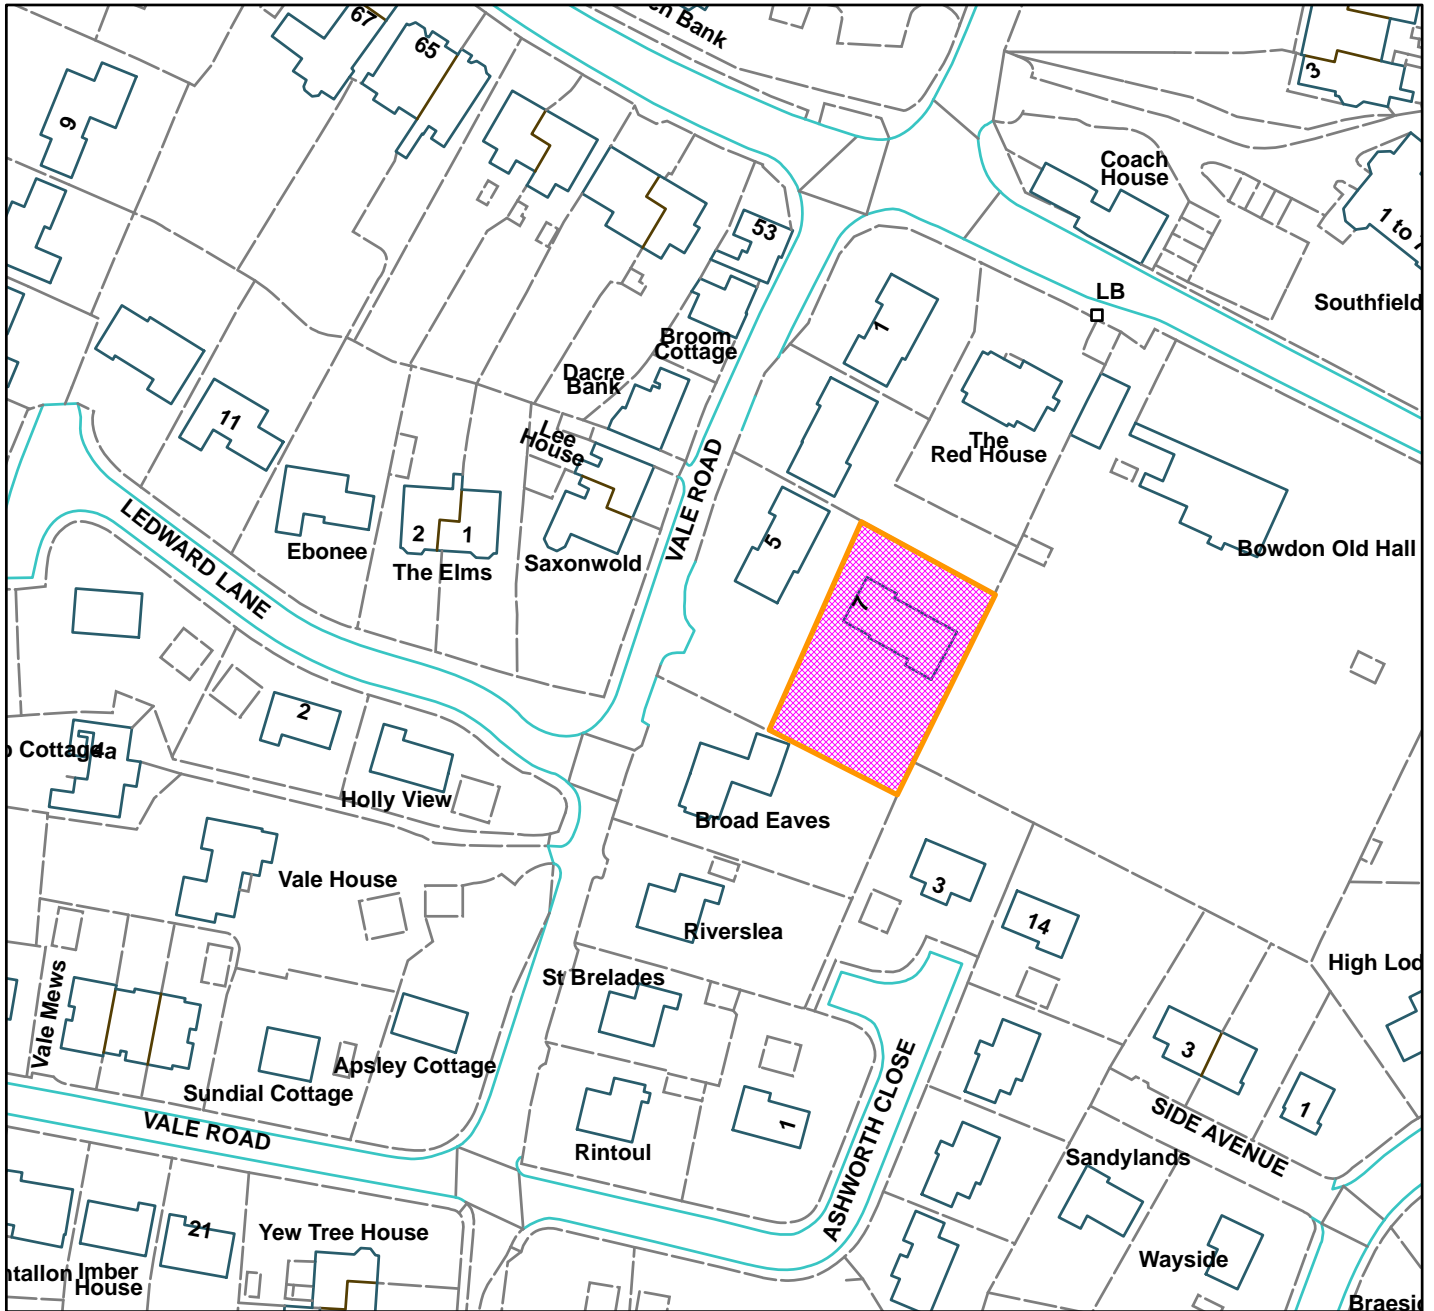 67
65
3
9
Bank
Coach
House
1 to
53
LB
Southfield
1
Broom
Cottage
Dacre
Bank
11
Lee
House
The
Red House
VALE ROAD
LEDWARD LANE
2
1
5
Ebonee
The Elms
Saxonwold
Bowdon Old Hall
7
2
Cottage
4a
Holly View
Broad Eaves
Vale House
3
14
Riverslea
High Lod
Vale Mews
St Brelades
3
Apsley Cottage
Sundial Cottage
ASHWORTH CLOSE
1
1
SIDE AVENUE
VALE ROAD
Rintoul
Sandylands
21
Yew Tree House
Wayside
ntallon
Imber
House
Braesid